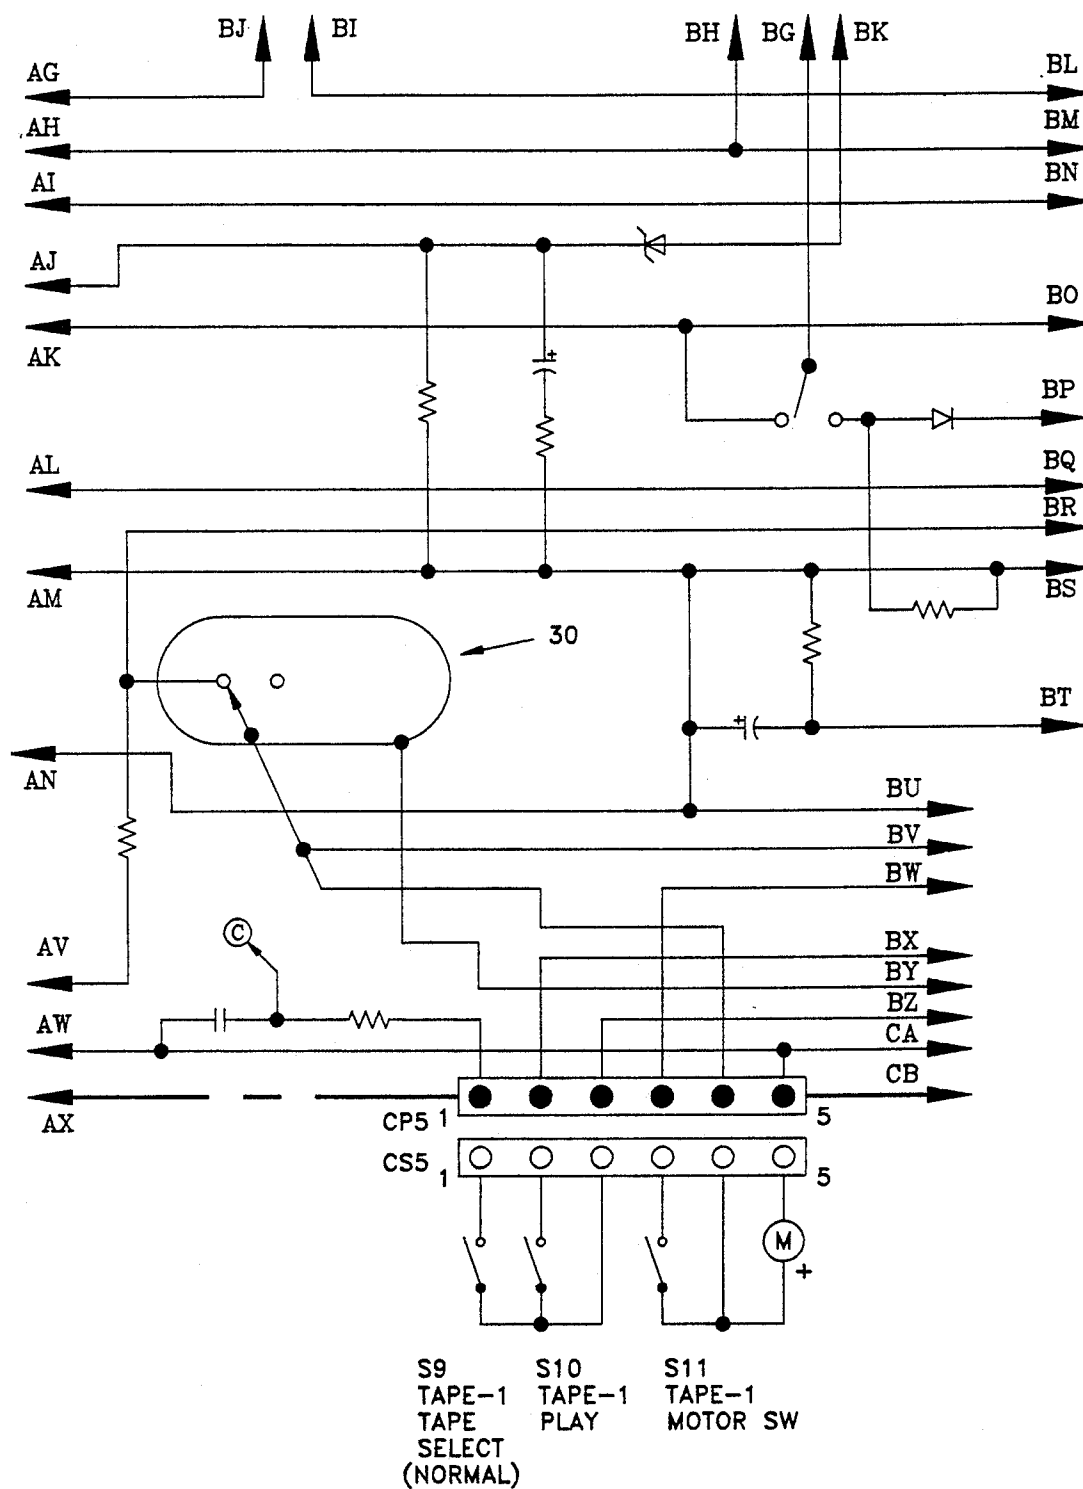 BJ BI BH BG BK
AG BL
AH BM
AI BN
AJ
BO
AK
BP
AL BQ
BR
AM BS
30
BT
AN BU
BV
BW
C
AV BX
BY
AW BZ
CA
CB
AX CP5 1 5
CS5 1 5
M
+
S9 S10 S11
TAPE-1 TAPE-1 TAPE-1
TAPE PLAY MOTOR SW
SELECT
(NORMAL)